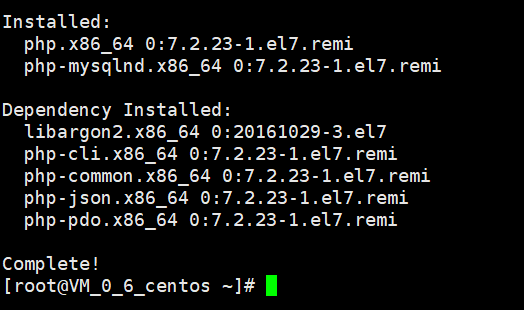 Installed:
php.x86_64 0:7.2.23-1.el7.remi
php-mysqlnd.x86_64 0:7.2.23-1.el7.remi
Dependency Installed:
libargon2.x86_64 0:20161029-3.el7
php-cli.x86_64 0:7.2.23-1.el7.remi
php-common.x86_64 0:7.2.23-1.el7.remi
php-json.x86_64 0:7.2.23-1.el7.remi
php-pdo.x86_64 0:7.2.23-1.el7.remi
Complete!
[root@VM_0_6_centos ~]#